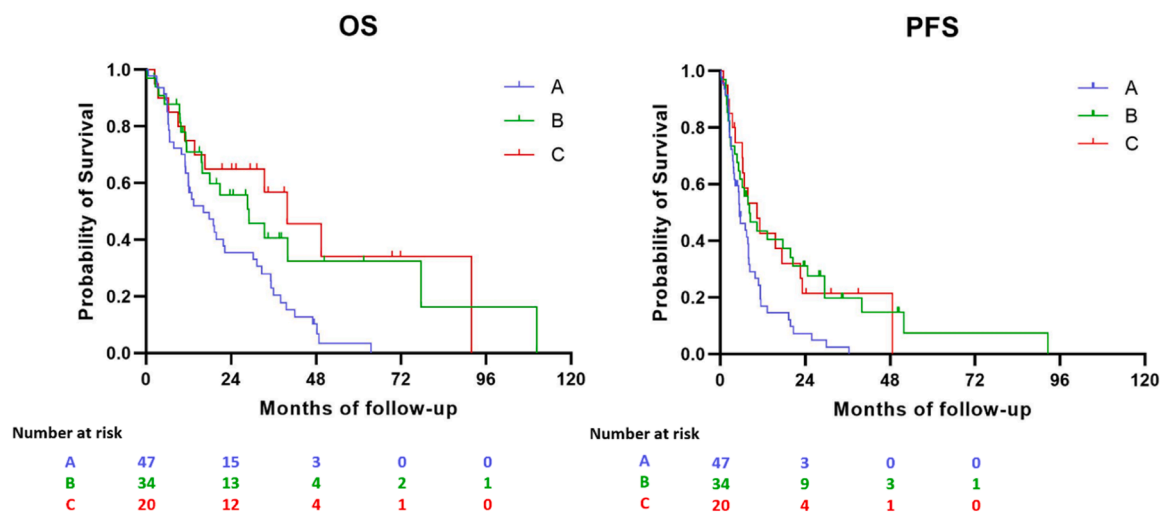 OS
PFS
Probability of Survival
1.0
0.8
0.6
0.4
0.2
0.0
0 24 48 72 96 120
Months of follow-up
A
B
C
Probability of Survival
1.0
0.8
0.6
0.4
0.2
0.0
0 24 48 72 96 120
Months of follow-up
A
B
C
Number at risk
A 47 15 3 0 0
B 34 13 4 2 1
C 20 12 4 1 0
Number at risk
A 47 3 0 0
B 34 9 3 1
C 20 4 1 0